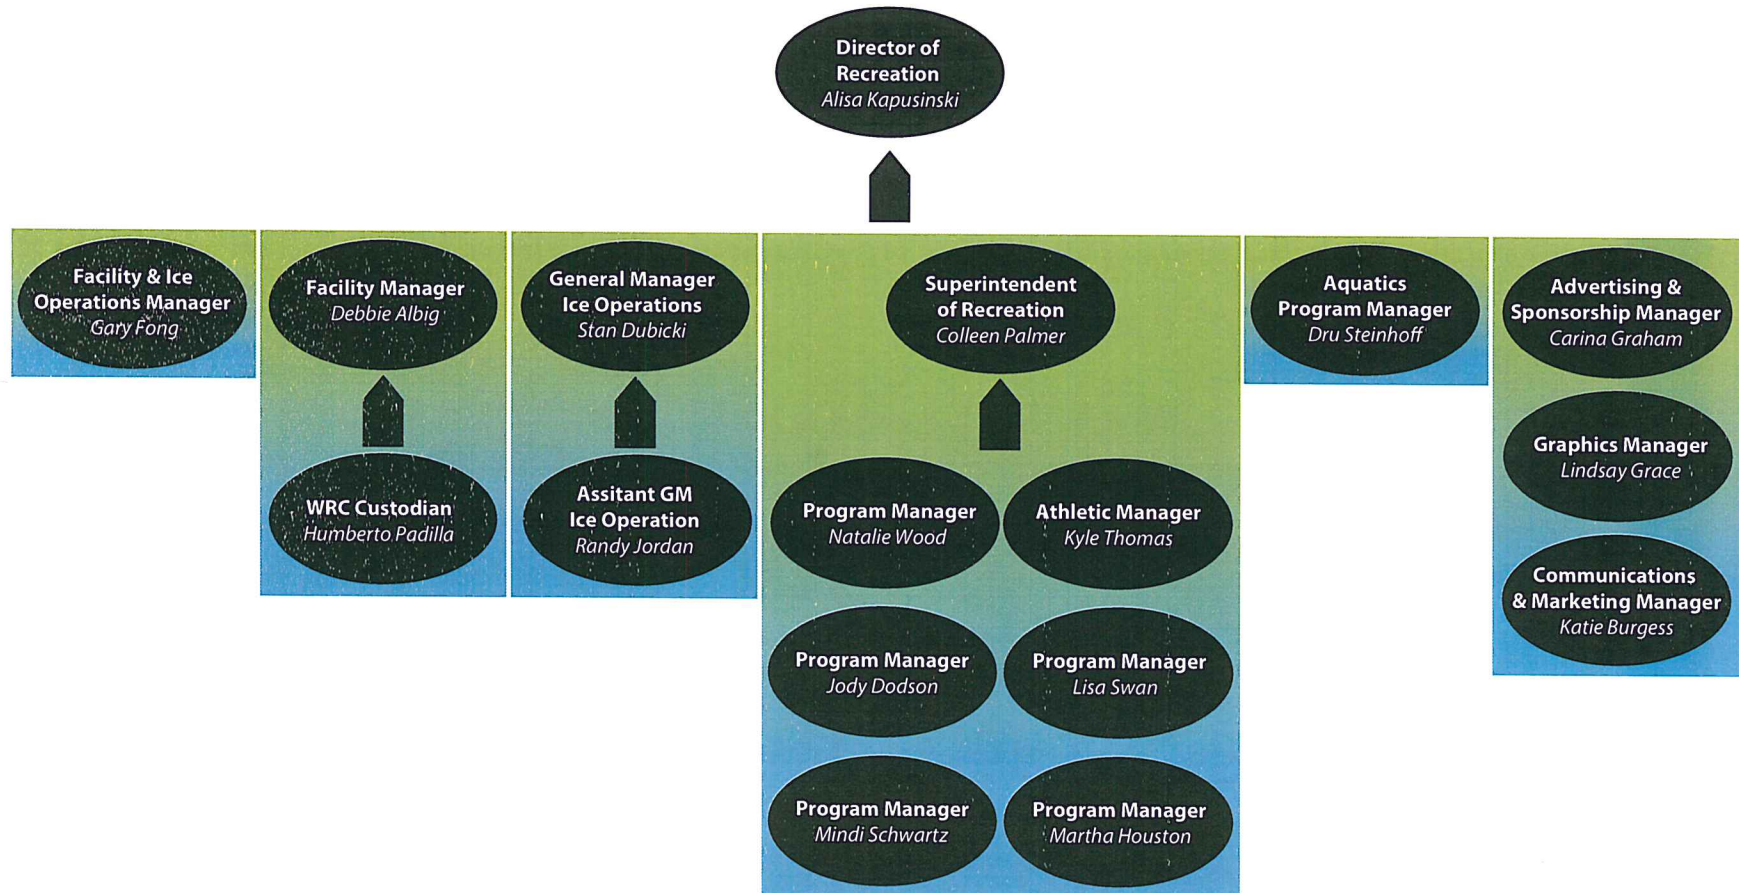 Director of
Recreation
Alisa Kapusinski
Facility & Ice
Operations Manager
Gary Fong
Facility Manager
Debbie Albig
WRC Custodian
Humberto Padilla
General Manager
Ice Operations
Stan Dubicki
Assitant GM
Ice Operation
Randy Jordan
Superintendent
of Recreation
Colleen Palmer
Program Manager
Natalie Wood
Athletic Manager
Kyle Thomas
Program Manager
Jody Dodson
Program Manager
Lisa Swan
Program Manager
Mindi Schwartz
Program Manager
Martha Houston
Aquatics
Program Manager
Dru Steinhoff
Advertising &
Sponsorship Manager
Carina Graham
Graphics Manager
Lindsay Grace
Communications
& Marketing Manager
Katie Burgess